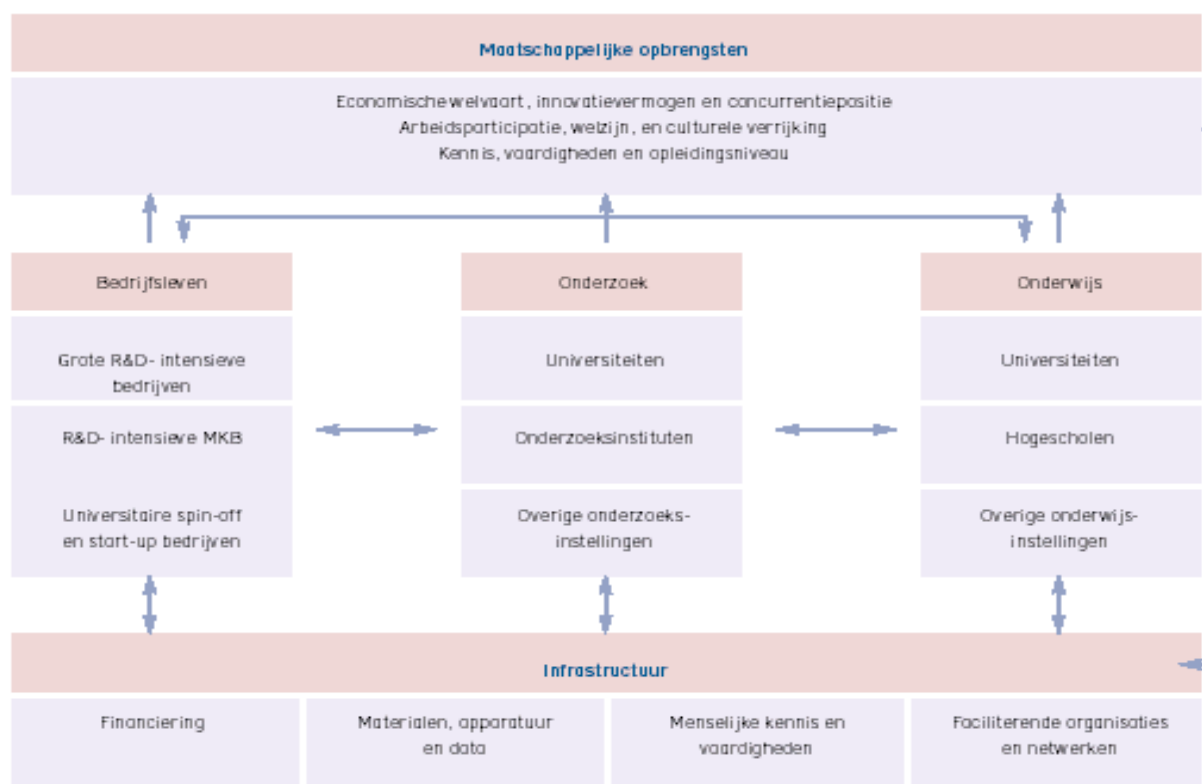 Maatschappelijke opbrengsten
Economische welvaart, innovatievermogen en concurrentiepositie
Arbeidsparticipatie, welzijn, en culturele verrijking
Kennis, vaardigheden en opleidingsniveau
Bedrijfsleven
Onderzoek
Onderwijs
Grote R&D- intensieve
bedrijven
Universiteiten
Universiteiten
R&D- intensieve MKB
Onderzoeksinstituten
Hogescholen
Universitaire spin-off
en start-up bedrijven
Overige onderzoeks-
instellingen
Overige onderwijs-
instellingen
Infrastructuur
Financiering
Materialen, apparatuur
en data
Menselijke kennis en
vaardigheden
Faciliterende organisaties
en netwerken